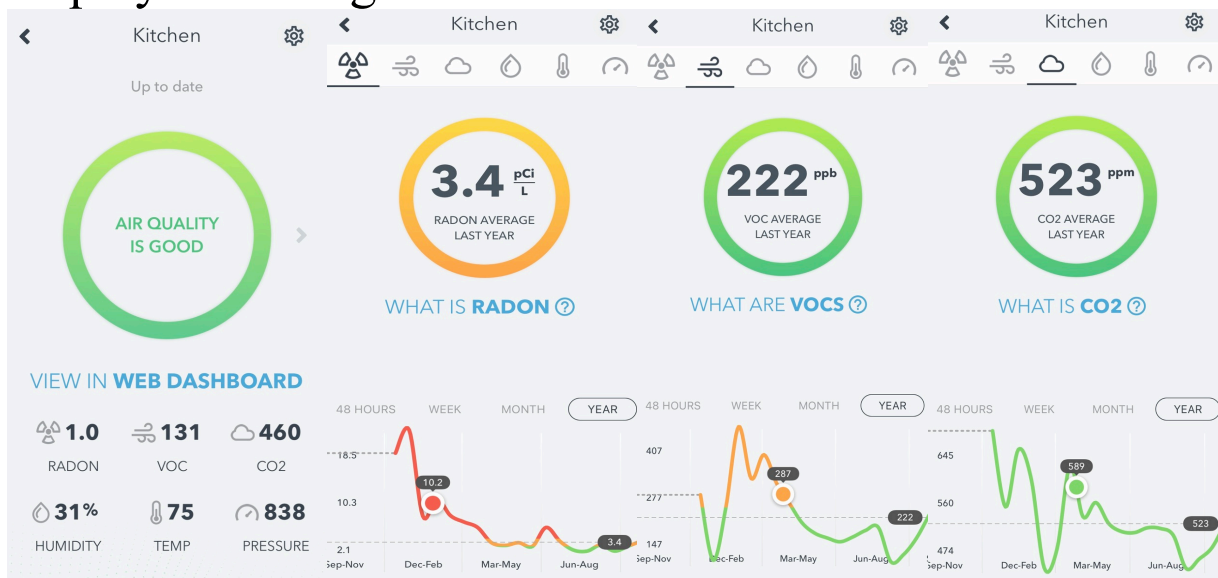 Kitchen
Up to date
AIR QUALITY
IS GOOD
VIEW IN WEB DASHBOARD
1.0
131
460
RADON
VOC
CO2
31%
75
838
HUMIDITY
TEMP
PRESSURE
Kitchen
3.4 pCi
L
RADON AVERAGE
LAST YEAR
WHAT IS RADON ?
48 HOURS
WEEK
MONTH
YEAR
18.5
10.3
2.1
10.2
3.4
Sep-Nov
Dec-Feb
Mar-May
Jun-Aug
Kitchen
222 ppb
VOC AVERAGE
LAST YEAR
WHAT ARE VOCS ?
48 HOURS
WEEK
MONTH
YEAR
407
277
147
287
222
Sep-Nov
Dec-Feb
Mar-May
Jun-Aug
Kitchen
523 ppm
CO2 AVERAGE
LAST YEAR
WHAT IS CO2 ?
48 HOURS
WEEK
MONTH
YEAR
645
560
474
589
523
Sep-Nov
Dec-Feb
Mar-May
Jun-Aug